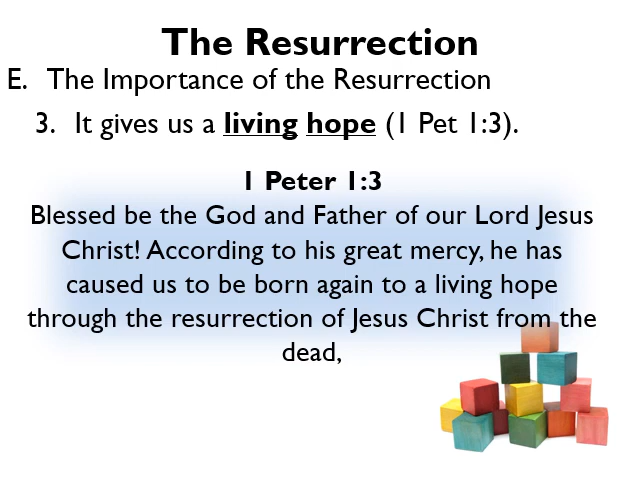 The Resurrection
E. The Importance of the Resurrection
3. It gives us a living hope (1 Pet 1:3).
1 Peter 1:3
Blessed be the God and Father of our Lord Jesus
Christ! According to his great mercy, he has
caused us to be born again to a living hope
through the resurrection of Jesus Christ from the
dead,